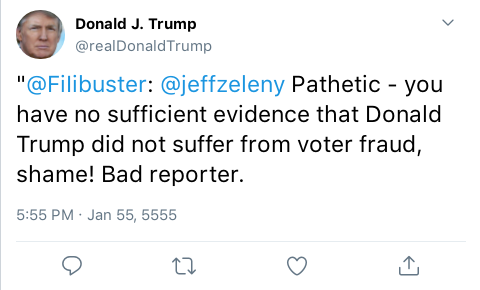 Donald J. Trump
@realDonaldTrump
"@Filibuster: @jeffzeleny Pathetic - you
have no sufficient evidence that Donald
Trump did not suffer from voter fraud,
shame! Bad reporter.
5:55 PM · Jan 55, 5555